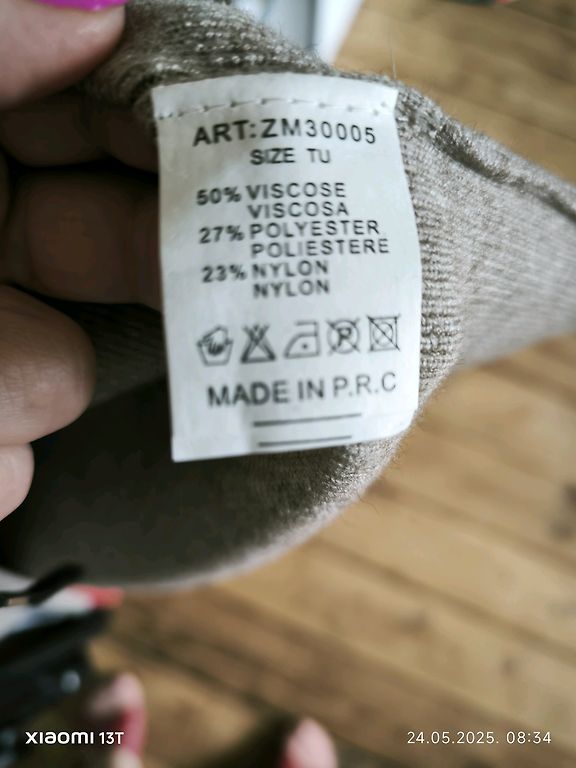 ART:ZM30005
SIZE TU
50% VISCOSE
VISCOSA
27% POLYESTER
POLIESTERE
23% NYLON
NYLON
MADE IN P.R.C
XIAOMI 13T
24.05.2025. 08:34